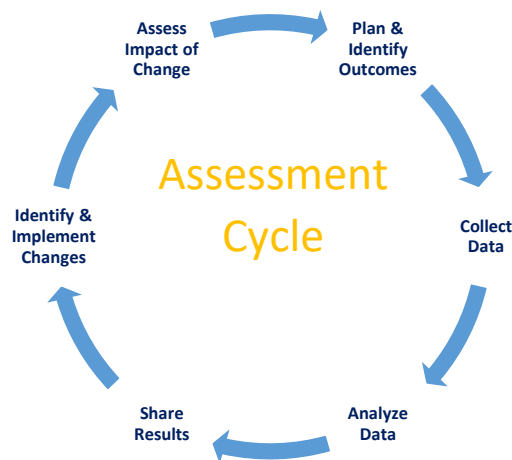 Assess
Impact of
Change
Plan &
Identify
Outcomes
Assessment
Cycle
Collect
Data
Analyze
Data
Share
Results
Identify &
Implement
Changes